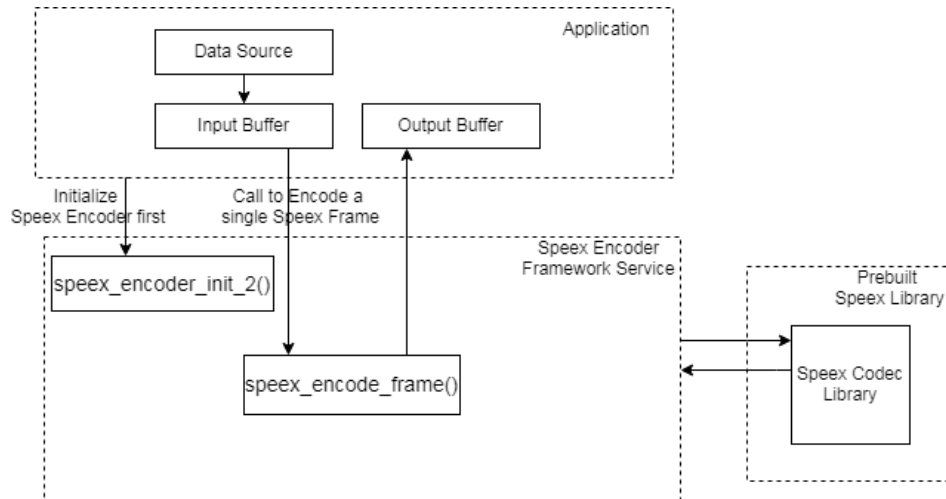 Application
Data Source
Input Buffer
Output Buffer
Initialize
Speex Encoder first
Call to Encode a
single Speex Frame
Speex Encoder
Framework Service
speex_encoder_init_2()
speex_encode_frame()
Prebuilt
Speex Library
Speex Codec
Library